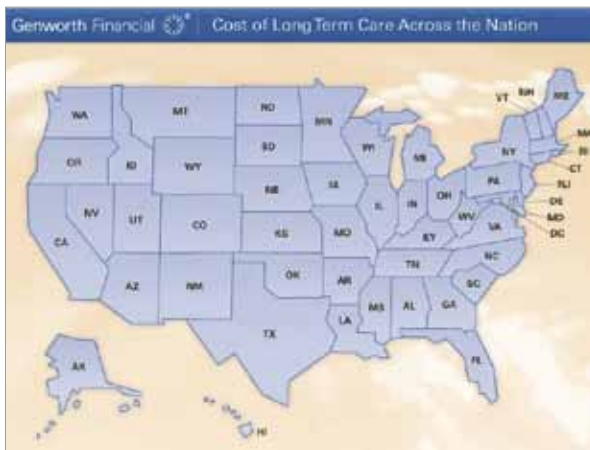 Genworth Financial Cost of Long Term Care Across the Nation
WA
MT
ND
MN
VT
NH
ME
OR
ID
WY
SD
WI
MI
NY
MA
RI
CT
NV
UT
CO
NB
IA
IL
IN
OH
PA
NJ
DE
MD
DC
CA
KS
MO
KY
WV
VA
AZ
NM
OK
AR
TN
NC
SC
TX
LA
MS
AL
GA
FL
AK
HI